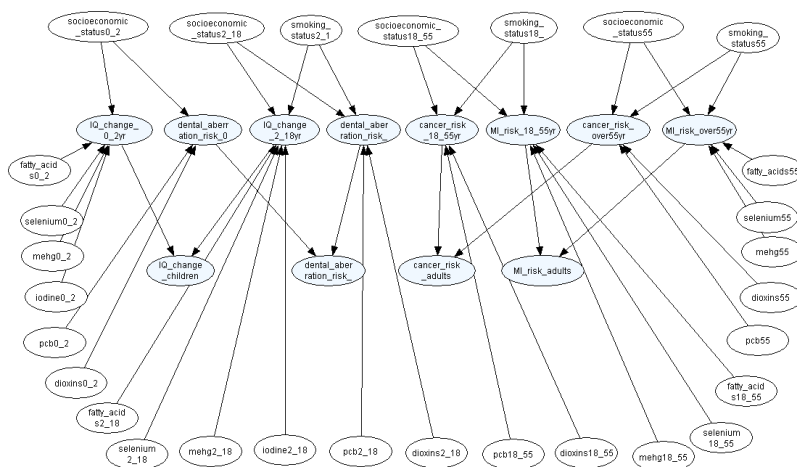 socioeconomic
_status0_2
socioeconomic
_status2_18
smoking_
status2_1
socioeconomic
_status18_55
smoking_
status18_
socioeconomic
_status55
smoking_
status55
IQ_change_
0_2yr
dental_aberr
ration_risk_0
IQ_change
_2_18yr
dental_aber
ration_risk_
cancer_risk
_18_55yr
MI_risk_18_55yr
cancer_risk_
over55yr
MI_risk_over55yr
fatty_acid
s0_2
fatty_acids55
selenium0_2
selenium55
mehg0_2
mehg55
IQ_change
_children
dental_aber
ration_risk_
cancer_risk
_adults
MI_risk_adults
iodine0_2
dioxins55
pcb0_2
pcb55
dioxins0_2
fatty_acid
s18_55
fatty_acid
s2_18
selenium
18_55
selenium
2_18
mehg2_18
iodine2_18
pcb2_18
dioxins2_18
pcb18_55
dioxins18_55
mehg18_55